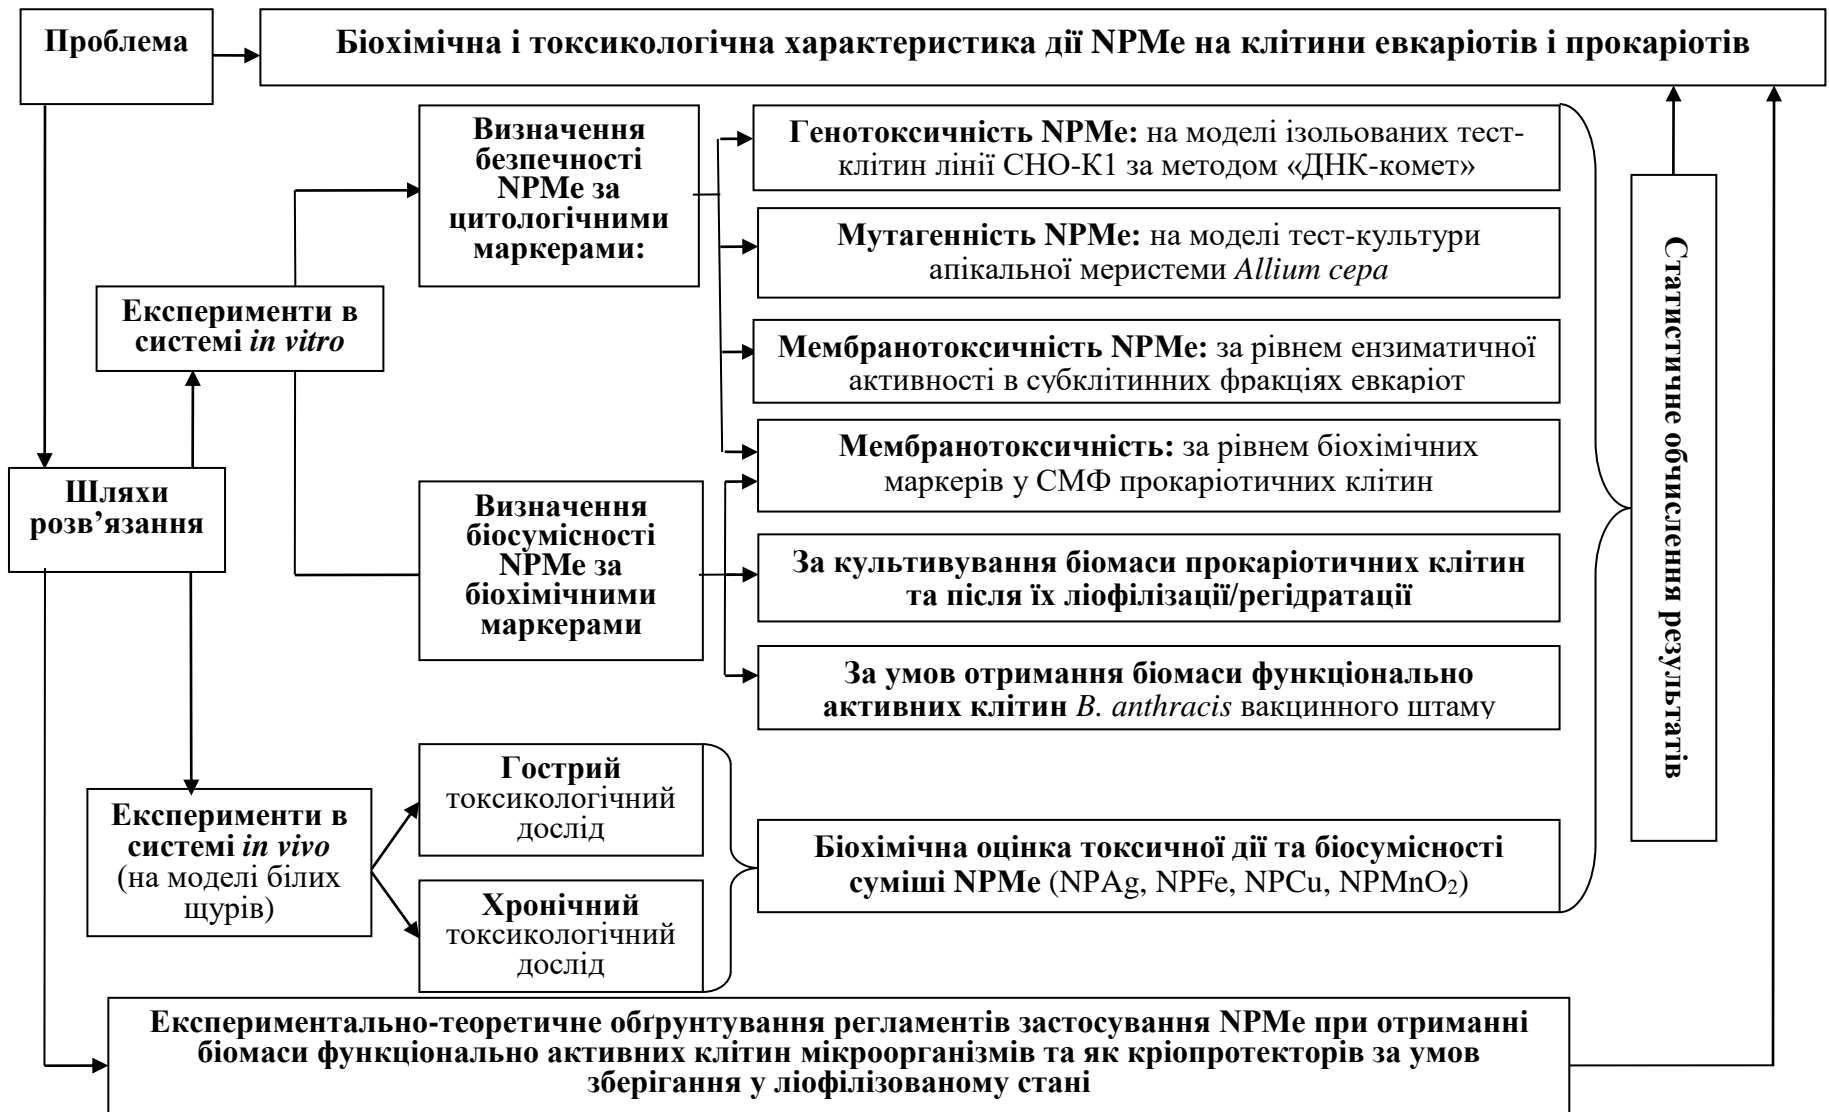 Проблема
Біохімічна і токсикологічна характеристика дії NPMe на клітини евкаріотів і прокаріотів
Визначення
безпечності
NPMe за
цитологічними
маркерами:
Генотоксичність NPMe: на моделі ізольованих тест-
клітин лінії СНО-К1 за методом «ДНК-комет»
Мутагенність NPMe: на моделі тест-культури
апікальної меристеми Allium cepa
Експерименти в
системі in vitro
Мембранотоксичність NPMe: за рівнем ензиматичної
активності в субклітинних фракціях евкаріот
Мембранотоксичність: за рівнем біохімічних
маркерів у СМФ прокаріотичних клітин
Шляхи
розв’язання
Визначення
біосумісності
NPMe за
біохімічними
маркерами
За культивування біомаси прокаріотичних клітин
та після їх ліофілізації/регідратації
За умов отримання біомаси функціонально
активних клітин B. anthracis вакцинного штаму
Статистичне обчислення результатів
Експерименти в
системі in vivo
(на моделі білих
щурів)
Гострий
токсикологічний
дослід
Хронічний
токсикологічний
дослід
Біохімічна оцінка токсичної дії та біосумісності
суміші NPMe (NPAg, NPFe, NPCu, NPMnO₂)
Експериментально-теоретичне обґрунтування регламентів застосування NPMe при отриманні
біомаси функціонально активних клітин мікроорганізмів та як кріопротекторів за умов
зберігання у ліофілізованому стані